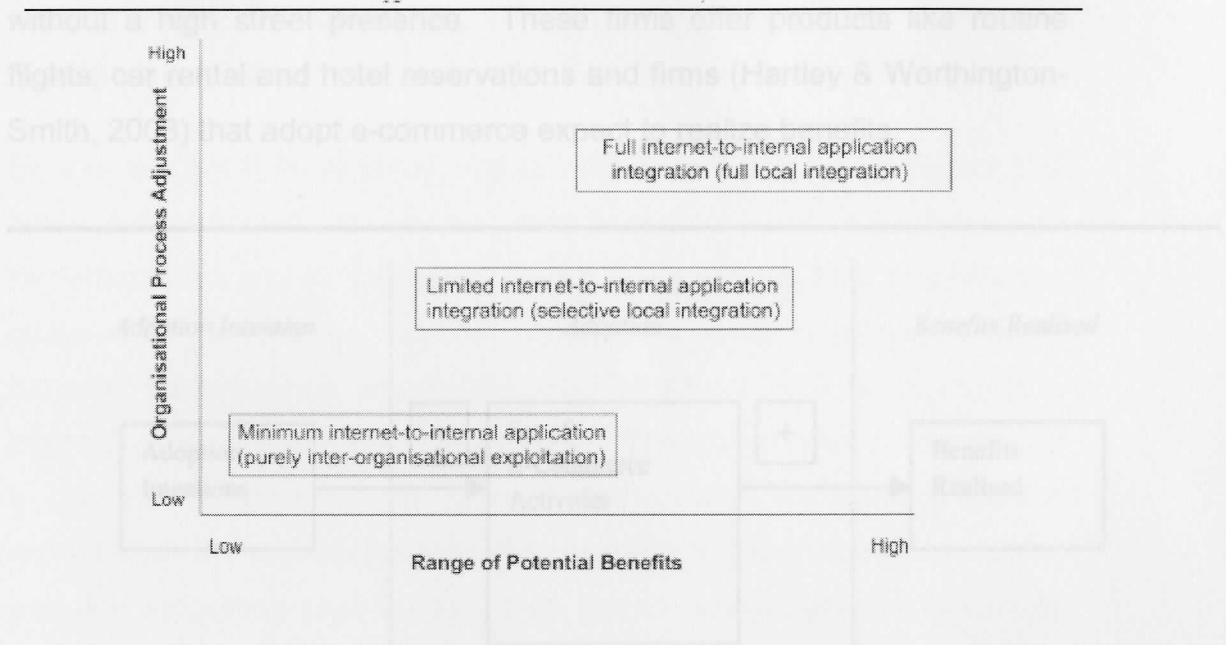 without a high street presence. These firms offer products like routine
High
flights, car rental and hotel reservations and firms (Hartley & Worthington-
Smith, 2003) that adopt e-commerce expect to realise benefits.
Organisational Process Adjustment
Full internet-to-internal application
integration (full local integration)
Limited internet-to-internal application
integration (selective local integration)
Adoption Intention
Benefits Realised
Minimum internet-to-internal application
(purely inter-organisational exploitation)
+
Benefits
Realised
Activities
Low
Low
High
Range of Potential Benefits